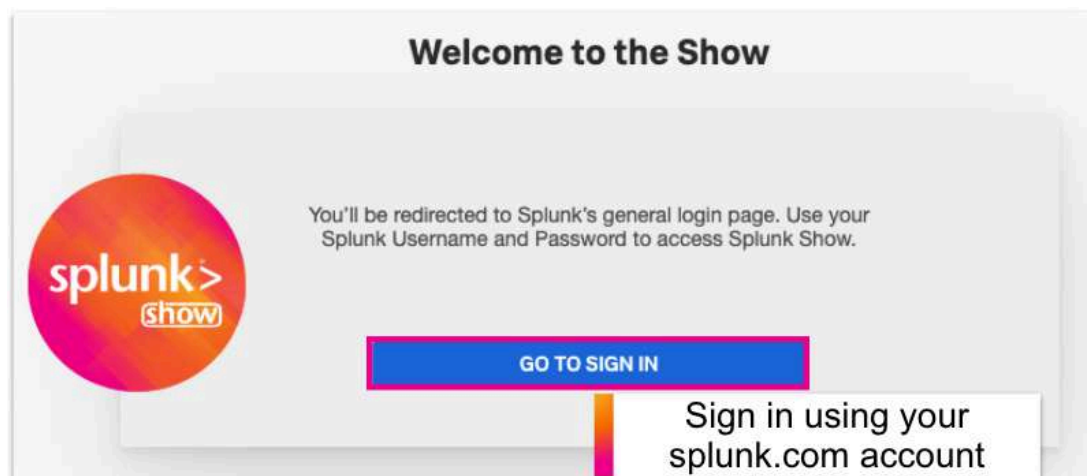 Welcome to the Show
You'll be redirected to Splunk's general login page. Use your
Splunk Username and Password to access Splunk Show.
splunk>
show
GO TO SIGN IN
Sign in using your
splunk.com account